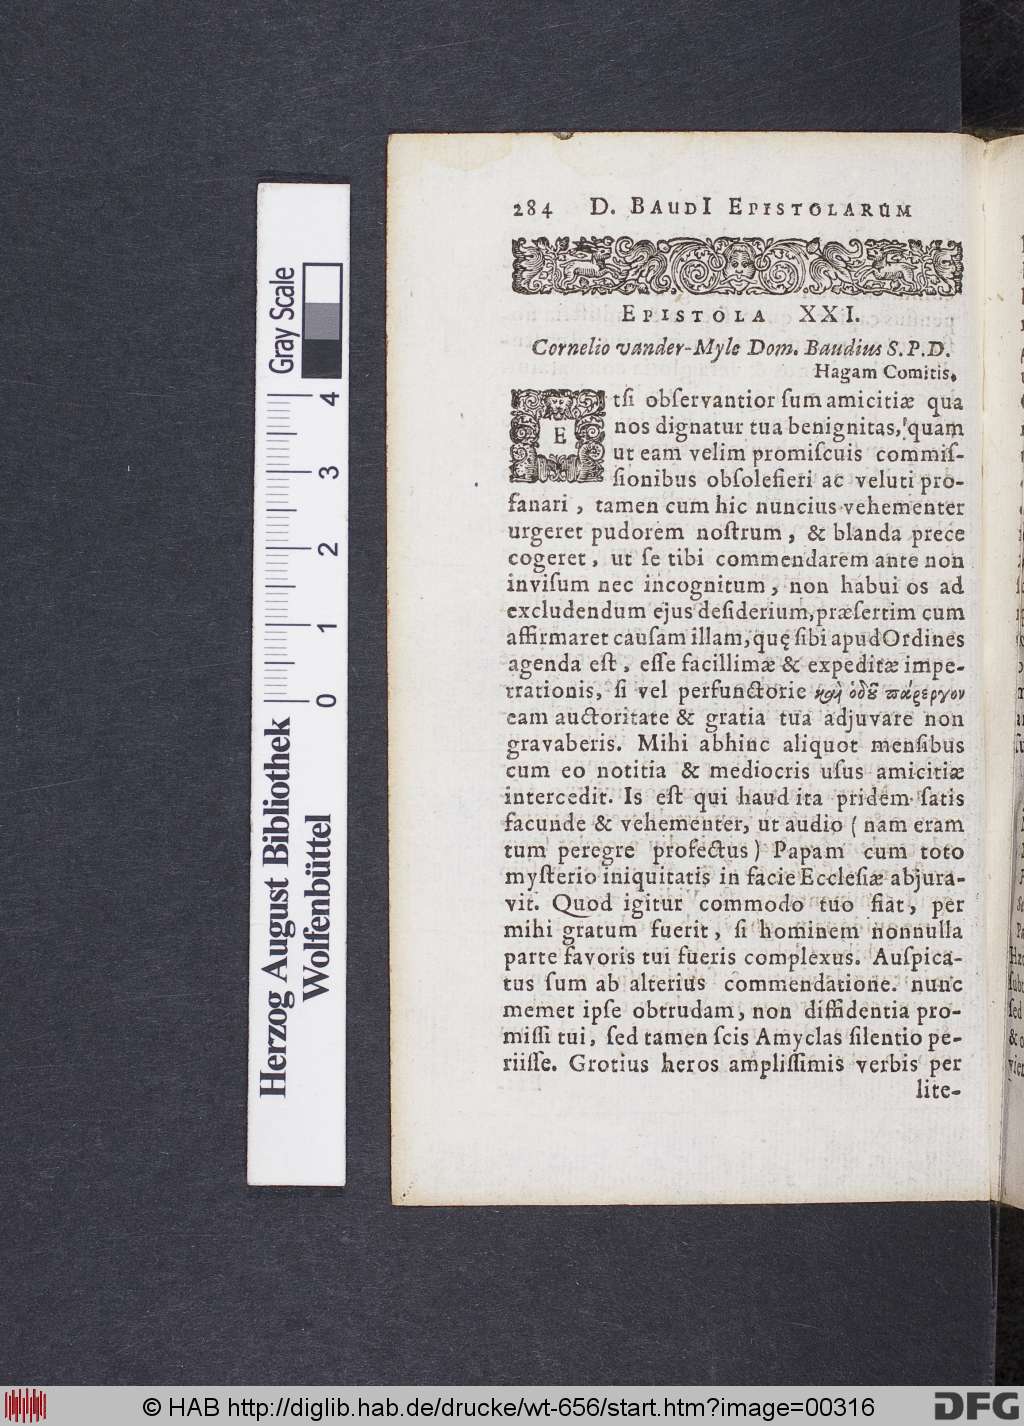 284 D. BAUDI EPISTOLARUM
EPISTOLA XXI.
Cornelio vander-Myle Dom. Baudius S.P.D.
Hagam Comitis.
Etſi obſervantior ſum amicitiæ qua
nos dignatur tua benignitas, quam
ut eam velim promiſcuis commiſ-
ſionibus obſoleſieri ac veluti pro-
fanari, tamen cum hic nuncius vehementer
urgeret pudorem noſtrum, & blanda prece
cogeret, ut ſe tibi commendarem ante non
inviſum nec incognitum, non habui os ad
excludendum ejus deſiderium, præſertim cum
affirmaret cauſam illam, quę ſibi apud Ordines
agenda eſt, eſſe facillimæ & expeditæ impe-
trationis, ſi vel perfunctorie καὶ ὁδοῦ πάρεργον
eam auctoritate & gratia tua adjuvare non
gravaberis. Mihi abhinc aliquot menſibus
cum eo notitia & mediocris uſus amicitiæ
intercedit. Is eſt qui haud ita pridem ſatis
facunde & vehementer, ut audio (nam eram
tum peregre profectus) Papam cum toto
myſterio iniquitatis in facie Eccleſiæ abjura-
vit. Quod igitur commodo tuo fiat, per
mihi gratum fuerit, ſi hominem nonnulla
parte favoris tui fueris complexus. Auſpica-
tus ſum ab alterius commendatione. nunc
memet ipſe obtrudam, non diffidentia pro-
miſſi tui, ſed tamen ſcis Amyclas ſilentio pe-
riiſſe. Grotius heros ampliſſimis verbis per
lite-
Gray Scale
4
3
2
1
0
Herzog August Bibliothek
Wolfenbüttel
© HAB http://diglib.hab.de/drucke/wt-656/start.htm?image=00316
DFG